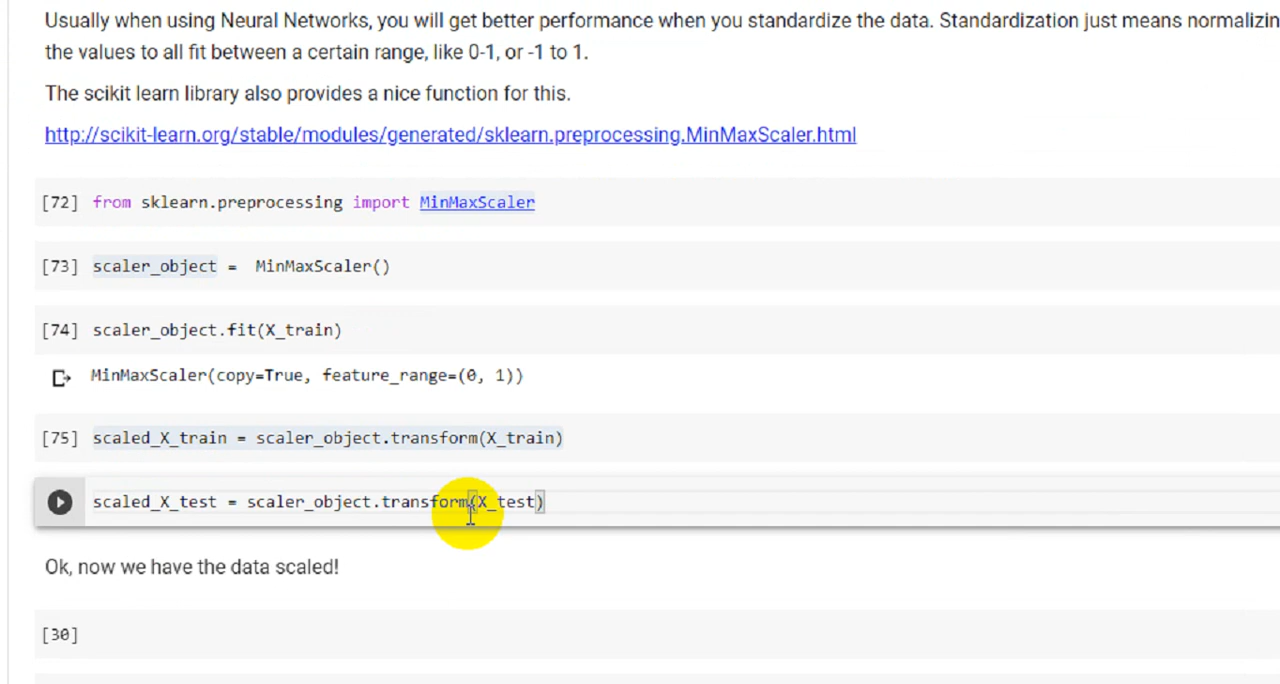 Usually when using Neural Networks, you will get better performance when you standardize the data. Standardization just means normalizin
the values to all fit between a certain range, like 0-1, or -1 to 1.
The scikit learn library also provides a nice function for this.
http://scikit-learn.org/stable/modules/generated/sklearn.preprocessing.MinMaxScaler.html
[72] from sklearn.preprocessing import MinMaxScaler
[73] scaler_object =  MinMaxScaler()
[74] scaler_object.fit(X_train)
MinMaxScaler(copy=True, feature_range=(0, 1))
[75] scaled_X_train = scaler_object.transform(X_train)
scaled_X_test = scaler_object.transform(X_test)
Ok, now we have the data scaled!
[30]